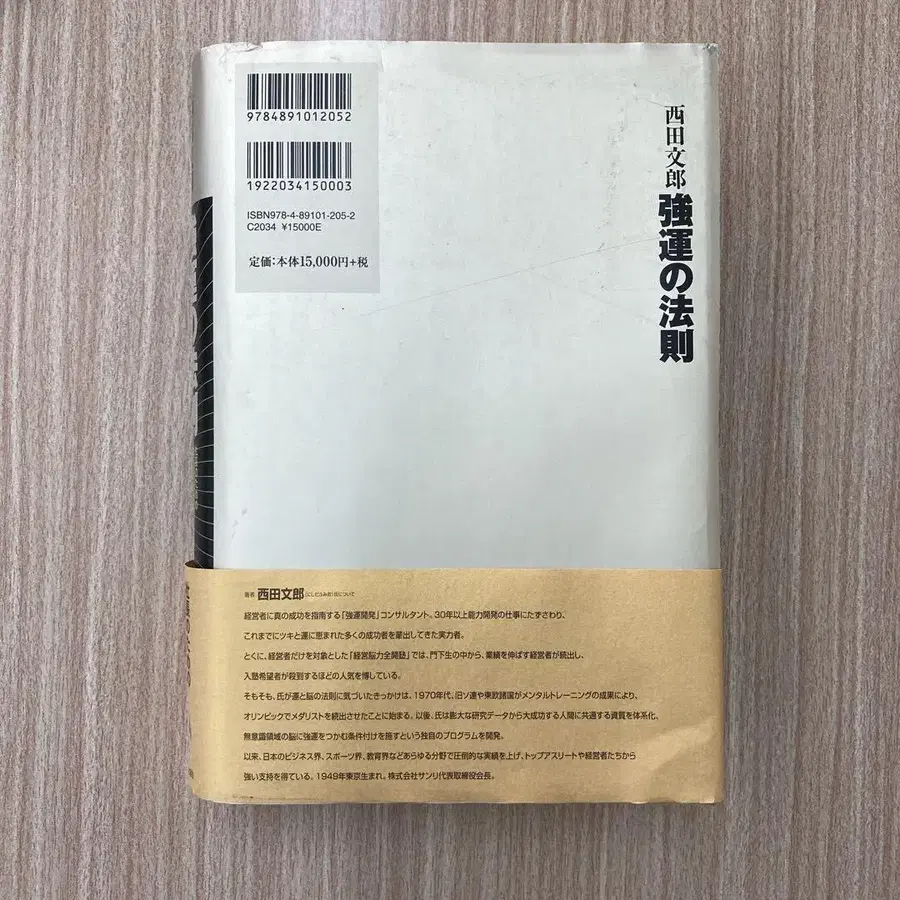 9784891012052
1922034150003
ISBN978-4-89101-205-2
C2034 ¥15000E
定価:本体15,000円+税
西田文郎
強運の法則
著者 西田文郎(にしだふみお)氏について
経営者に真の成功を指南する「強運開発」コンサルタント。30年以上能力開発の仕事にたずさわり、
これまでにツキと運に恵まれた多くの成功者を輩出してきた実力者。
とくに、経営者だけを対象とした「経営脳力全開塾」では、門下生の中から、業績を伸ばす経営者が続出し、
入塾希望者が殺到するほどの人気を博している。
そもそも、氏が運と脳の法則に気づいたきっかけは、1970年代、旧ソ連や東欧諸国がメンタルトレーニングの成果により、
オリンピックでメダリストを続出させたことに始まる。以後、氏は膨大な研究データから大成功する人間に共通する資質を体系化、
無意識領域の脳に強運をつかむ条件付けを施すという独自のプログラムを開発。
以来、日本のビジネス界、スポーツ界、教育界などあらゆる分野で圧倒的な実績を上げ、トップアスリートや経営者たちから
強い支持を得ている。1949年東京生まれ。株式会社サンリ代表取締役会長。